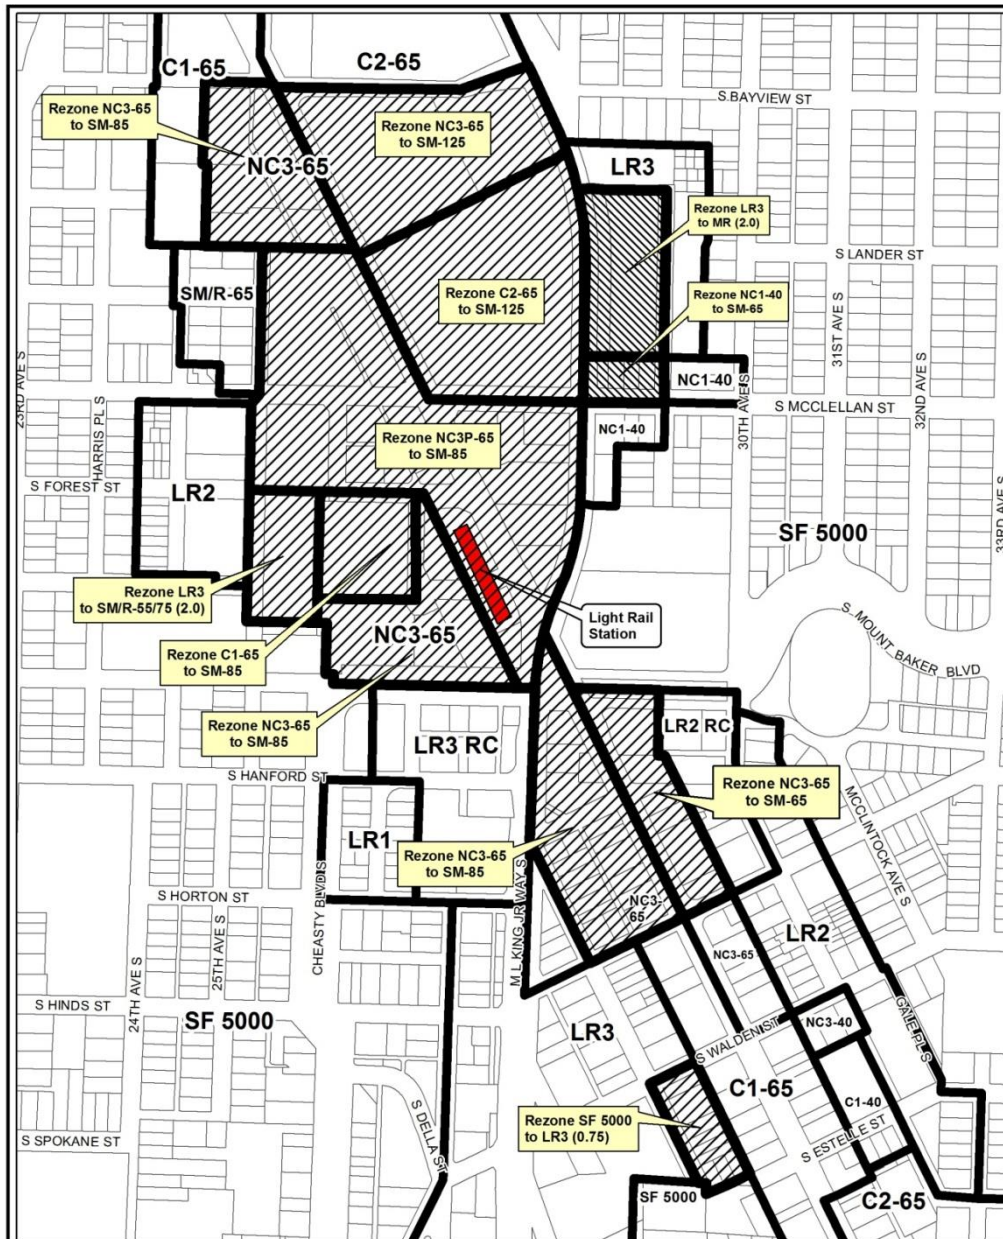 C1-65
C2-65
Rezone NC3-65
to SM-85
Rezone NC3-65
to SM-125
NC3-65
S BAYVIEW ST
LR3
Rezone LR3
to MR (2.0)
S LANDER ST
SM/R-65
Rezone C2-65
to SM-125
Rezone NC1-40
to SM-65
31ST AVE S
32ND AVE S
23RD AVE S
NC1-40
30TH AVE S
S MCCLELLAN ST
HARRIS PL S
Rezone NC3P-65
to SM-85
NC1-40
S FOREST ST
LR2
33RD AVE S
SF 5000
Rezone LR3
to SM/R-55/75 (2.0)
Light Rail
Station
S MOUNT BAKER BLVD
NC3-65
Rezone C1-65
to SM-85
Rezone NC3-65
to SM-85
LR2 RC
LR3 RC
S HANFORD ST
Rezone NC3-65
to SM-65
MCCLINTOCK AVE S
LR1
Rezone NC3-65
to SM-85
CHEASTY BLVD S
M L KING JR WAY S
S HORTON ST
NC3-
65
25TH AVE S
24TH AVE S
NC3-65
LR2
S HINDS ST
SF 5000
LR3
S WALDEN ST
NC3-40
GALE PL S
C1-65
C1-40
Rezone SF 5000
to LR3 (0.75)
S DELLA ST
S SPOKANE ST
S ESTELLE ST
SF 5000
C2-65